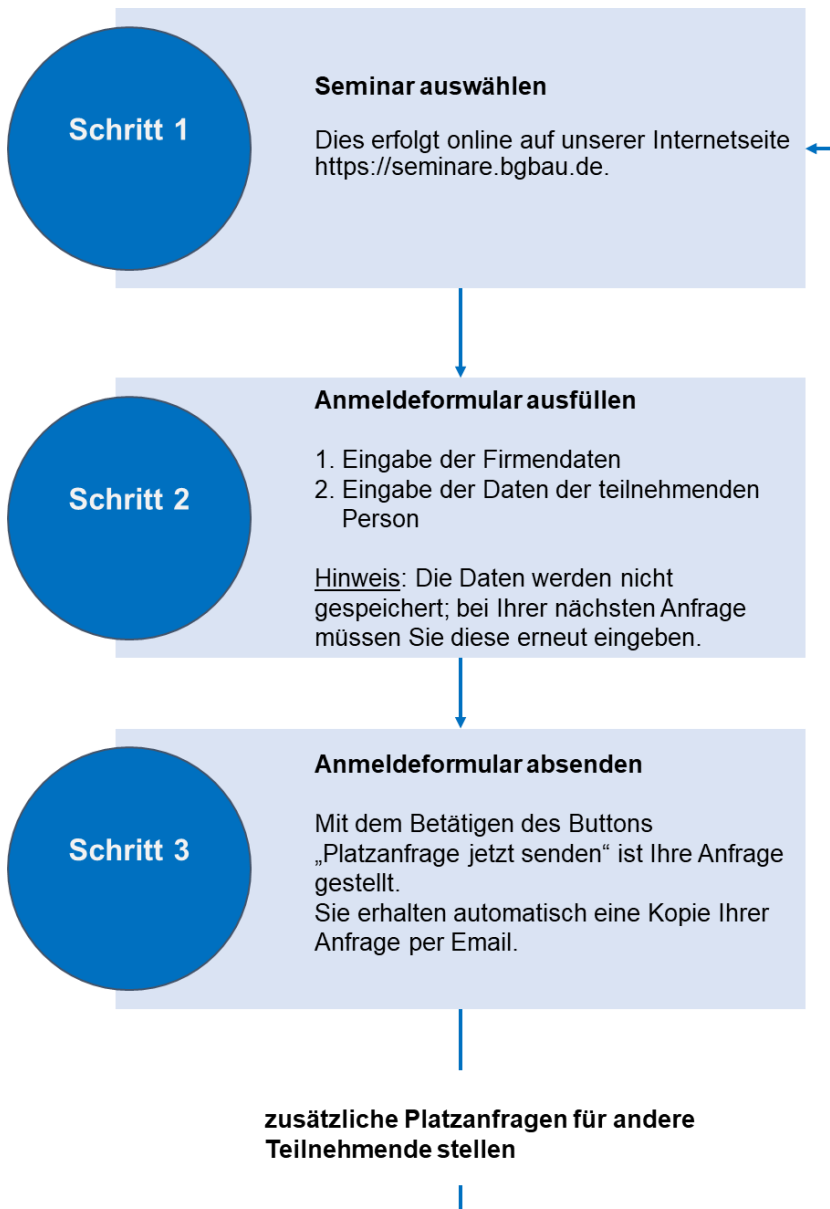 Schritt 1
Seminar auswählen
Dies erfolgt online auf unserer Internetseite
https://seminare.bgbau.de.
Schritt 2
Anmeldeformular ausfüllen
1. Eingabe der Firmendaten
2. Eingabe der Daten der teilnehmenden
Person
Hinweis: Die Daten werden nicht
gespeichert; bei Ihrer nächsten Anfrage
müssen Sie diese erneut eingeben.
Schritt 3
Anmeldeformular absenden
Mit dem Betätigen des Buttons
„Platzanfrage jetzt senden“ ist Ihre Anfrage
gestellt.
Sie erhalten automatisch eine Kopie Ihrer
Anfrage per Email.
zusätzliche Platzanfragen für andere
Teilnehmende stellen